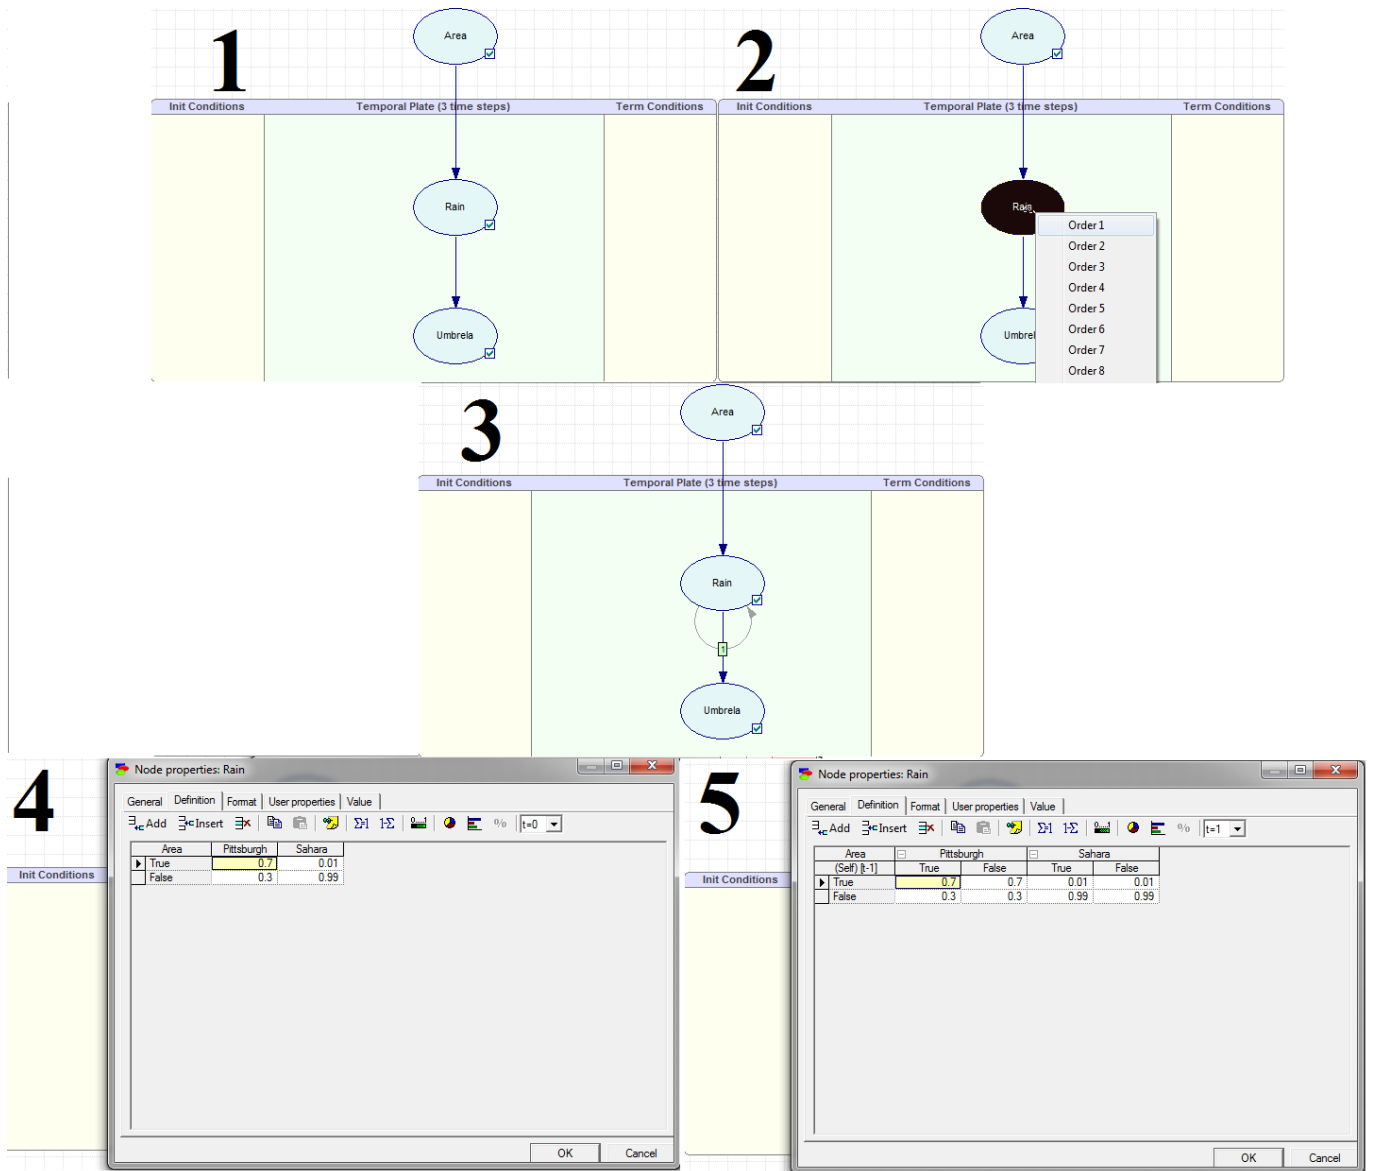 1
Area
Init Conditions Temporal Plate (3 time steps) Term Conditions
Rain
Umbrela
2
Area
Init Conditions Temporal Plate (3 time steps) Term Conditions
Rain
Order 1
Order 2
Order 3
Order 4
Order 5
Order 6
Order 7
Order 8
Umbrel
3
Area
Init Conditions Temporal Plate (3 time steps) Term Conditions
Rain
1
Umbrela
4
Init Conditions
Node properties: Rain
General Definition Format User properties Value
Add Insert Σ=1 1-Σ % t=0
Area Pittsburgh Sahara
True 0.7 0.01
False 0.3 0.99
OK Cancel
5
Init Conditions
Node properties: Rain
General Definition Format User properties Value
Add Insert Σ=1 1-Σ % t=1
Area Pittsburgh Sahara
(Self) [t-1] True False True False
True 0.7 0.7 0.01 0.01
False 0.3 0.3 0.99 0.99
OK Cancel